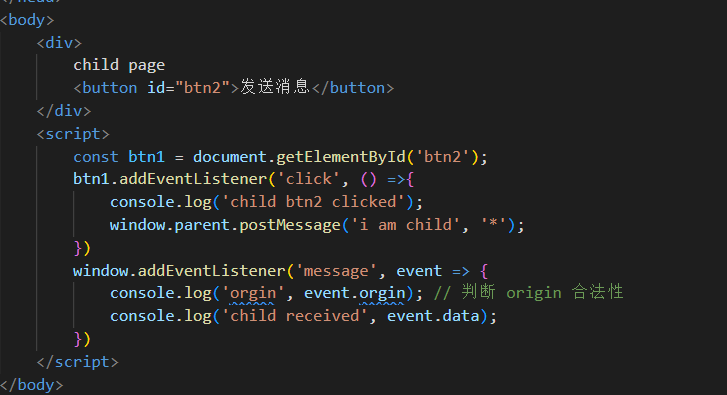 <body>
<div>
child page
<button id="btn2">发送消息</button>
</div>
<script>
const btn1 = document.getElementById('btn2');
btn1.addEventListener('click', () =>{
console.log('child btn2 clicked');
window.parent.postMessage('i am child', '*');
})
window.addEventListener('message', event => {
console.log('orgin', event.orgin); // 判断 origin 合法性
console.log('child received', event.data);
})
</script>
</body>